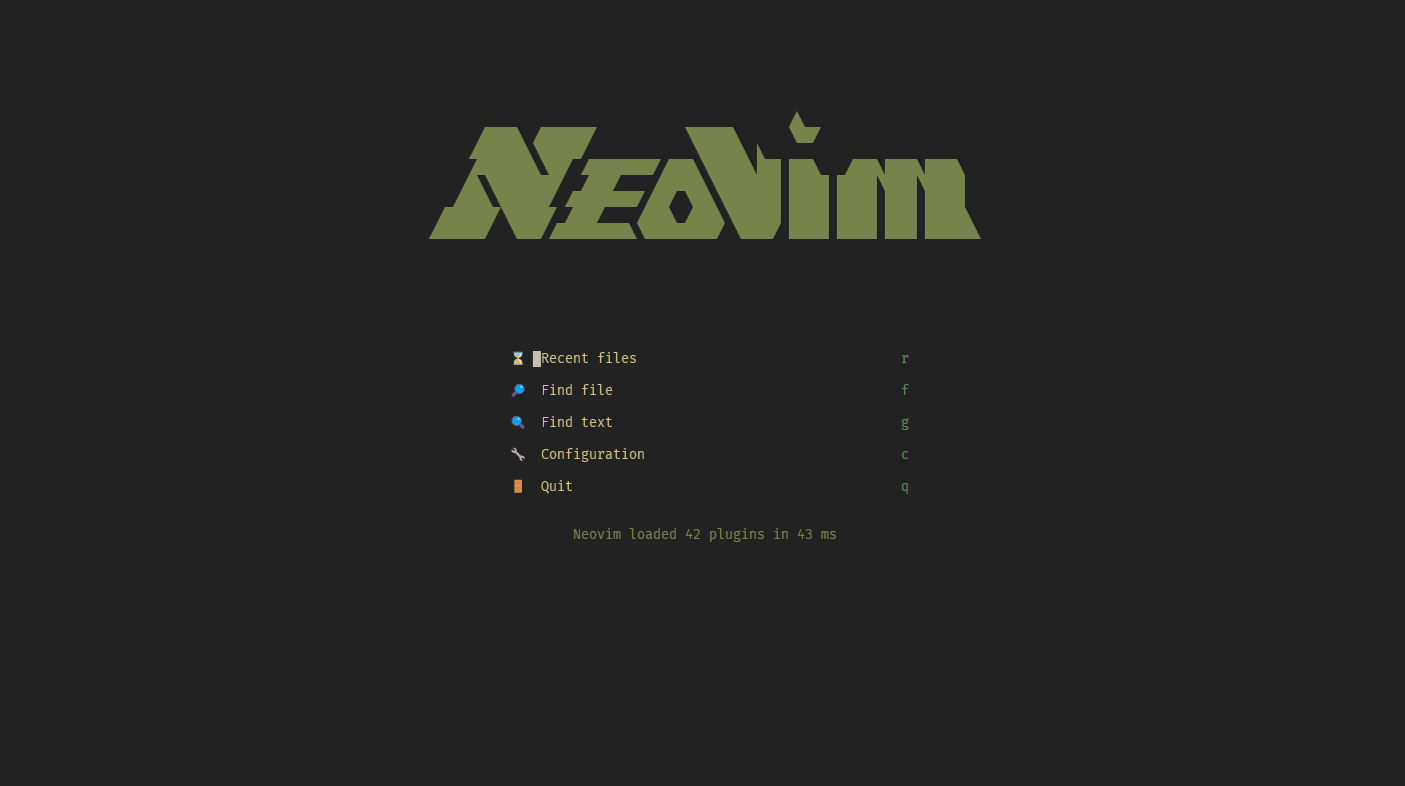 NEOVIM
Recent files r
Find file f
Find text g
Configuration c
Quit q
Neovim loaded 42 plugins in 43 ms